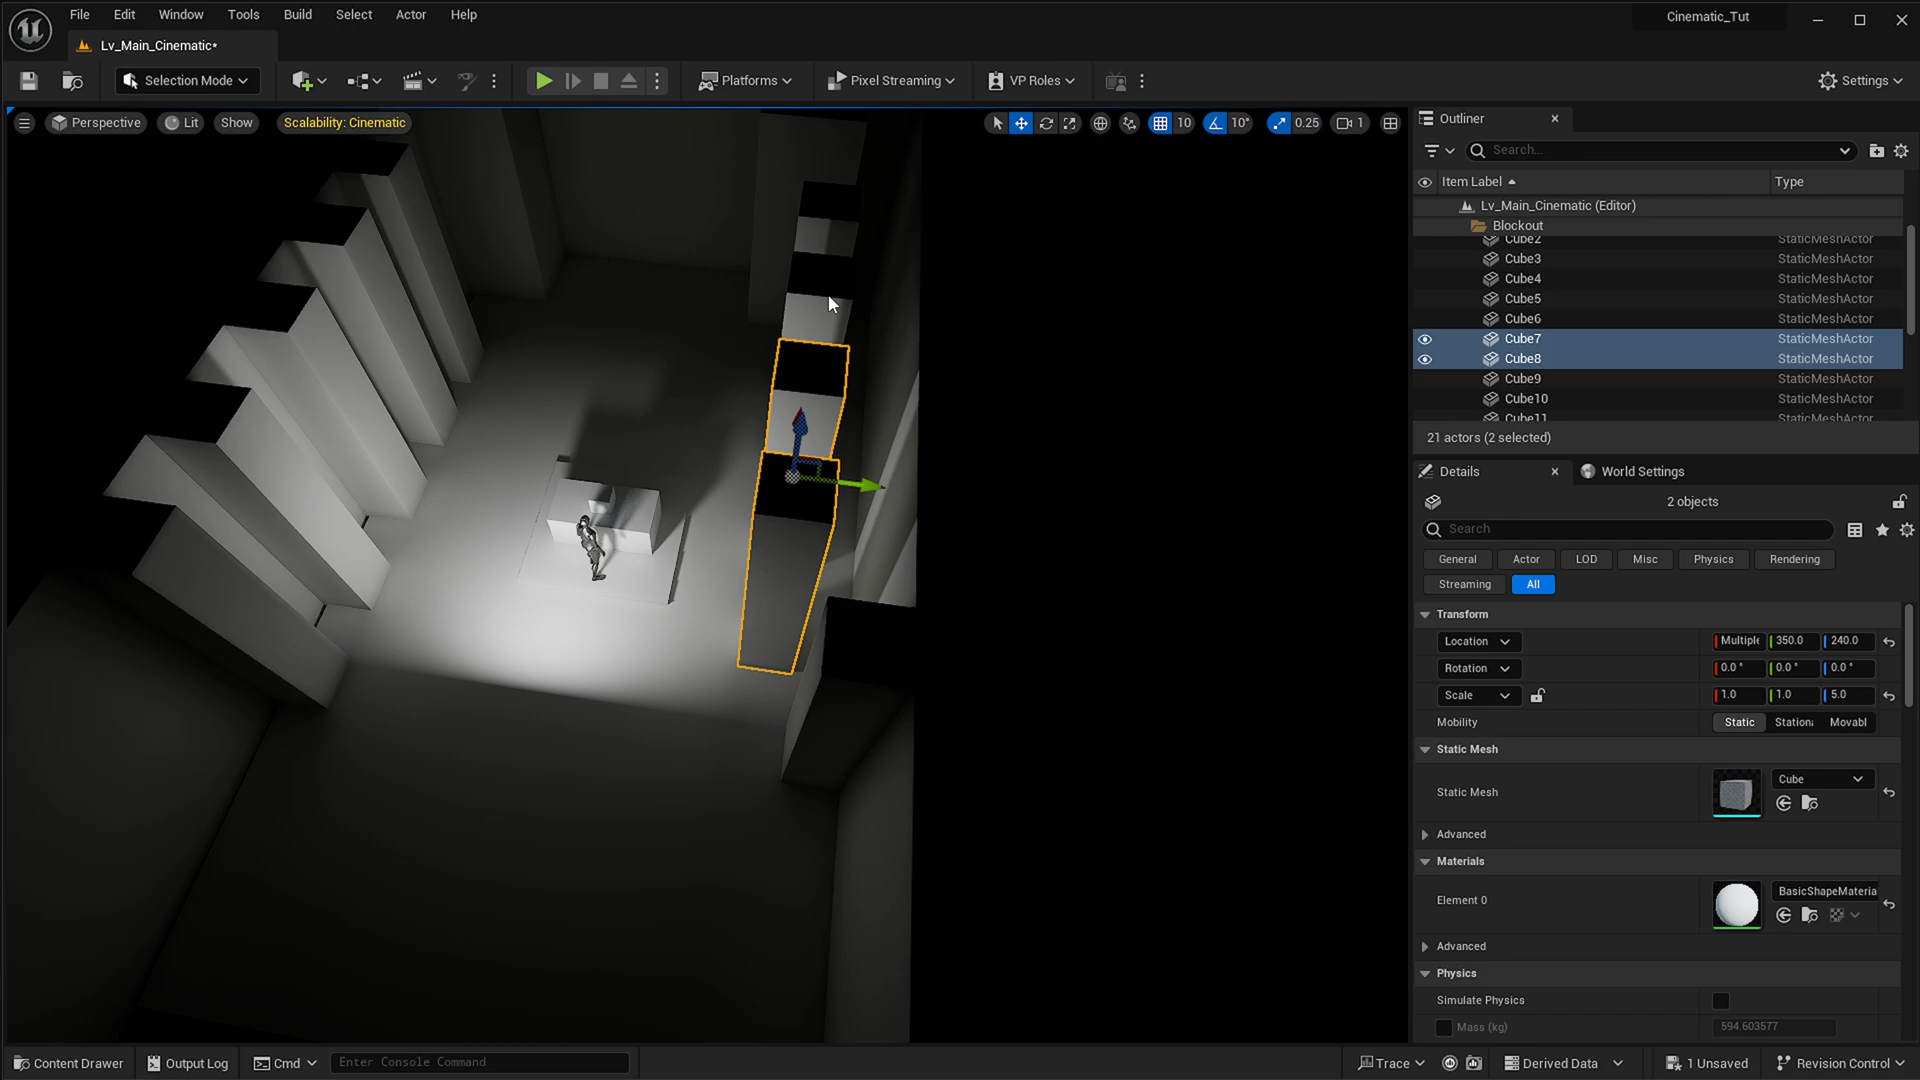 File Edit Window Tools Build Select Actor Help
Cinematic_Tut
Lv_Main_Cinematic*
Selection Mode
Platforms
Pixel Streaming
VP Roles
Settings
Perspective Lit Show Scalability: Cinematic
10 10° 0.25 1
Outliner
Search...
Item Label Type
Lv_Main_Cinematic (Editor)
Blockout
Cube2 StaticMeshActor
Cube3 StaticMeshActor
Cube4 StaticMeshActor
Cube5 StaticMeshActor
Cube6 StaticMeshActor
Cube7 StaticMeshActor
Cube8 StaticMeshActor
Cube9 StaticMeshActor
Cube10 StaticMeshActor
Cube11 StaticMeshActor
21 actors (2 selected)
Details World Settings
2 objects
Search
General Actor LOD Misc Physics Rendering
Streaming All
Transform
Location Multiple 350.0 240.0
Rotation 0.0° 0.0° 0.0°
Scale 1.0 1.0 5.0
Mobility Static Station Movabl
Static Mesh
Static Mesh Cube
Advanced
Materials
Element 0 BasicShapeMateria
Advanced
Physics
Simulate Physics
Mass (kg) 594.603577
Content Drawer Output Log Cmd Enter Console Command Trace Derived Data 1 Unsaved Revision Control